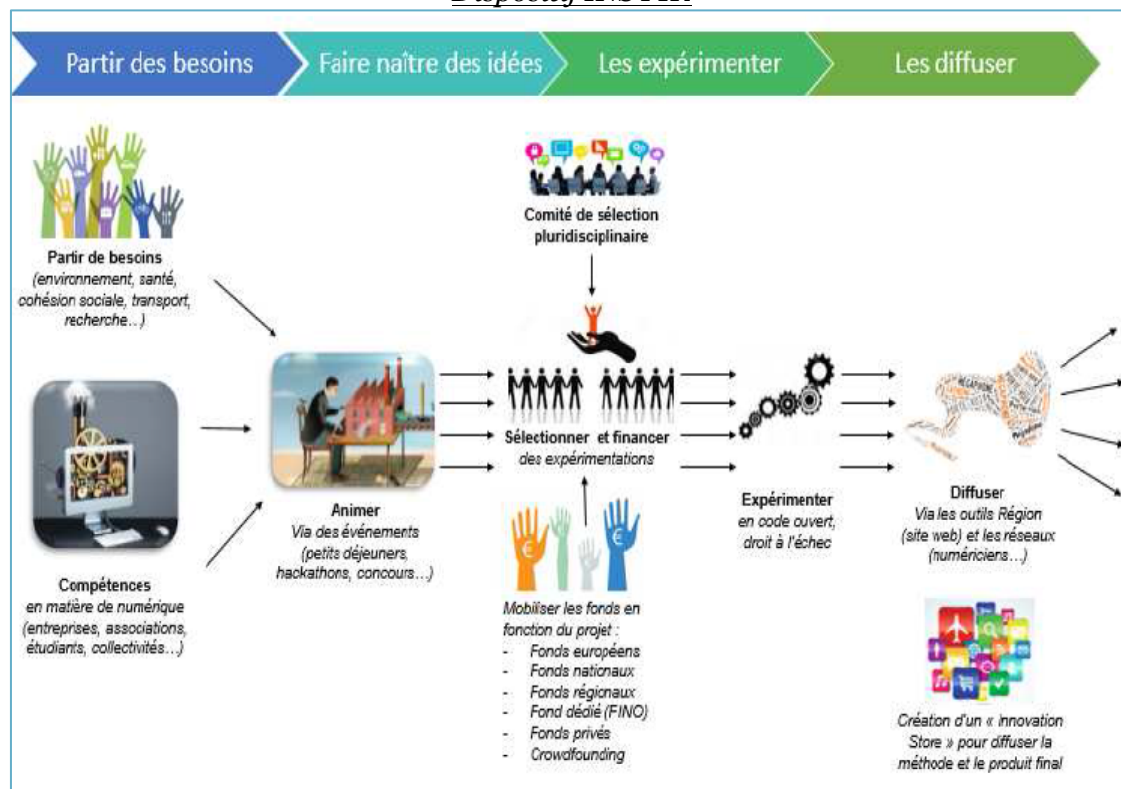 Partir des besoins
Faire naître des idées
Les expérimenter
Les diffuser
Partir de besoins
(environnement, santé,
cohésion sociale, transport,
recherche…)
Compétences
en matière de numérique
(entreprises, associations,
étudiants, collectivités…)
Animer
Via des événements
(petits déjeuners,
hackathons, concours…)
Comité de sélection
pluridisciplinaire
Sélectionner et financer
des expérimentations
Mobiliser les fonds en
fonction du projet :
- Fonds européens
- Fonds nationaux
- Fonds régionaux
- Fond dédié (FINO)
- Fonds privés
- Crowdfounding
Expérimenter
en code ouvert,
droit à l'échec
Diffuser
Via les outils Région
(site web) et les réseaux
(numériciens…)
Création d'un « Innovation
Store » pour diffuser la
méthode et le produit final